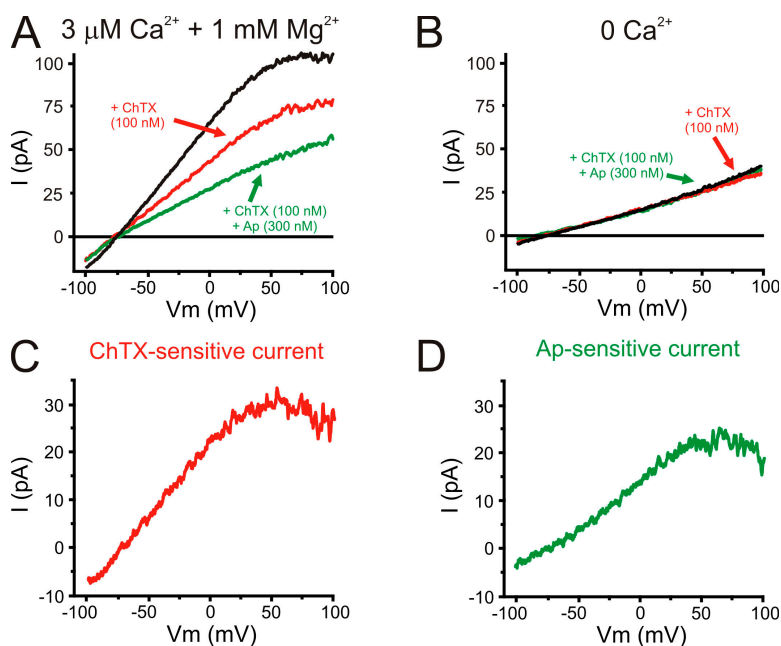 A 3 μM Ca²⁺ + 1 mM Mg²⁺
100
75
50
25
0
I (pA)
+ ChTX
(100 nM)
+ ChTX (100 nM)
+ Ap (300 nM)
-100 -50 0 50 100
Vm (mV)
B 0 Ca²⁺
100
75
50
25
0
I (pA)
+ ChTX
(100 nM)
+ ChTX (100 nM)
+ Ap (300 nM)
-100 -50 0 50 100
Vm (mV)
C ChTX-sensitive current
30
20
10
0
-10
I (pA)
-100 -50 0 50 100
Vm (mV)
D Ap-sensitive current
30
20
10
0
-10
I (pA)
-100 -50 0 50 100
Vm (mV)